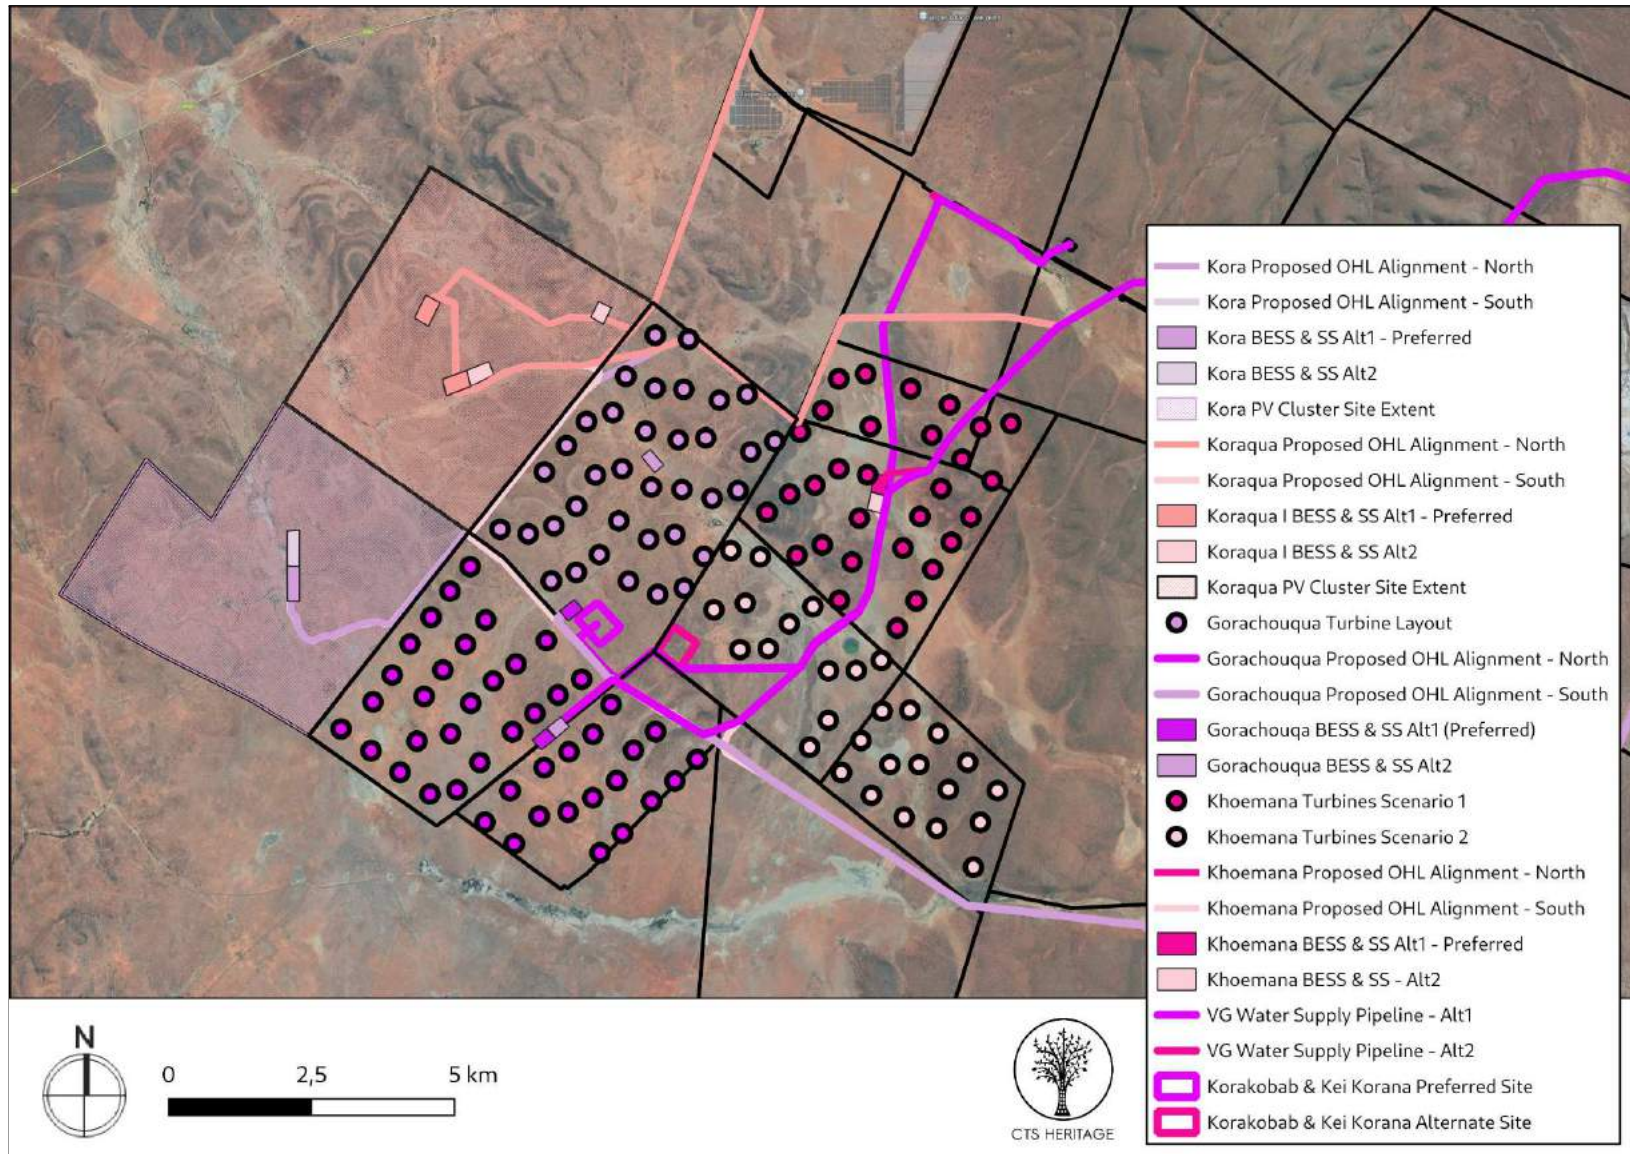 Kora Proposed OHL Alignment - North
Kora Proposed OHL Alignment - South
Kora BESS & SS Alt1 - Preferred
Kora BESS & SS Alt2
Kora PV Cluster Site Extent
Koraqua Proposed OHL Alignment - North
Koraqua Proposed OHL Alignment - South
Koraqua I BESS & SS Alt1 - Preferred
Koraqua I BESS & SS Alt2
Koraqua PV Cluster Site Extent
Gorachouqua Turbine Layout
Gorachouqua Proposed OHL Alignment - North
Gorachouqua Proposed OHL Alignment - South
Gorachouqa BESS & SS Alt1 (Preferred)
Gorachouqua BESS & SS Alt2
Khoemana Turbines Scenario 1
Khoemana Turbines Scenario 2
Khoemana Proposed OHL Alignment - North
Khoemana Proposed OHL Alignment - South
Khoemana BESS & SS Alt1 - Preferred
Khoemana BESS & SS - Alt2
VG Water Supply Pipeline - Alt1
VG Water Supply Pipeline - Alt2
Korakobab & Kei Korana Preferred Site
Korakobab & Kei Korana Alternate Site
N
0 2,5 5 km
CTS HERITAGE